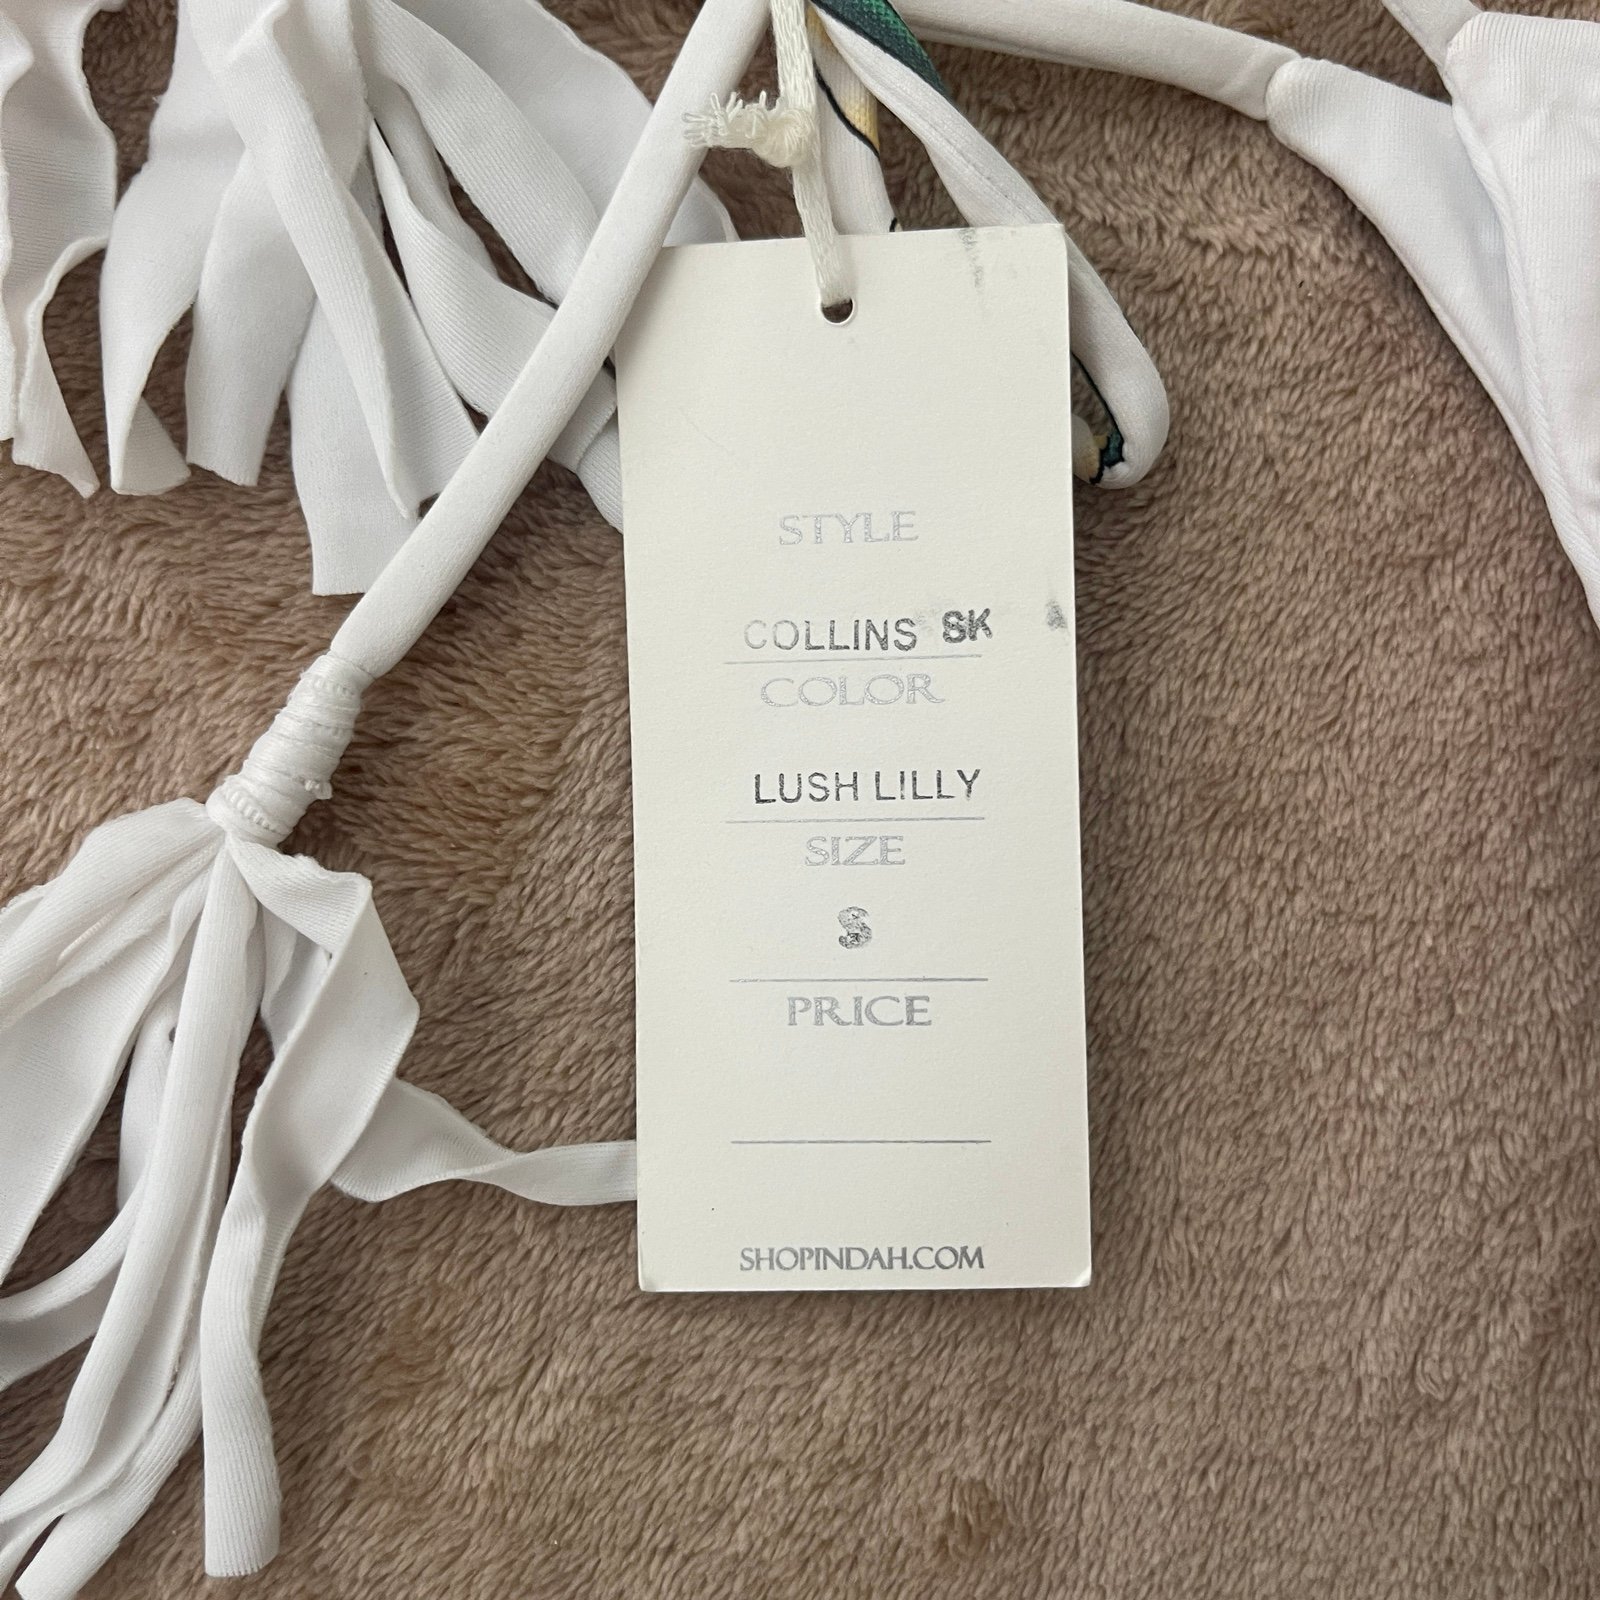 STYLE
COLLINS SK
COLOR
LUSH LILLY
SIZE
S
PRICE
SHOPINDAH.COM